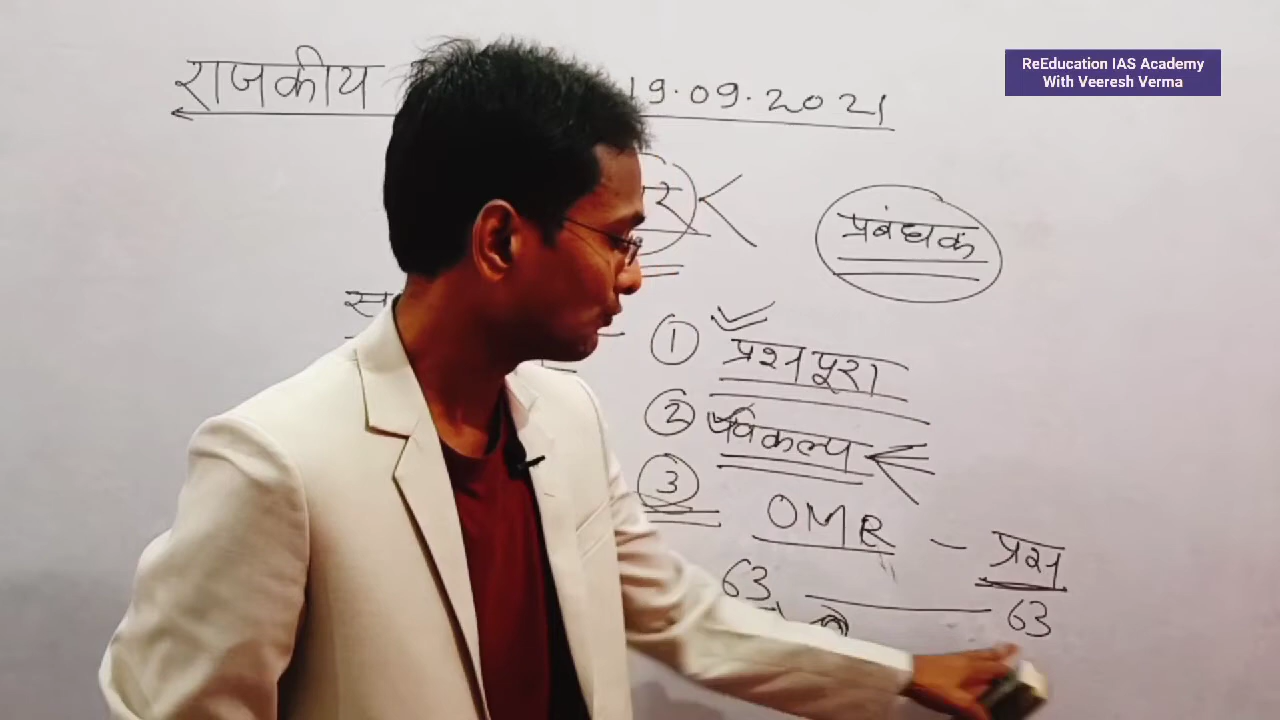 ReEducation IAS Academy
With Veeresh Verma
राजकीय 19.09.2021
प्रबंधक
1 प्रश्न पूरा
2 विकल्प
3 OMR - प्रश्न
63 63